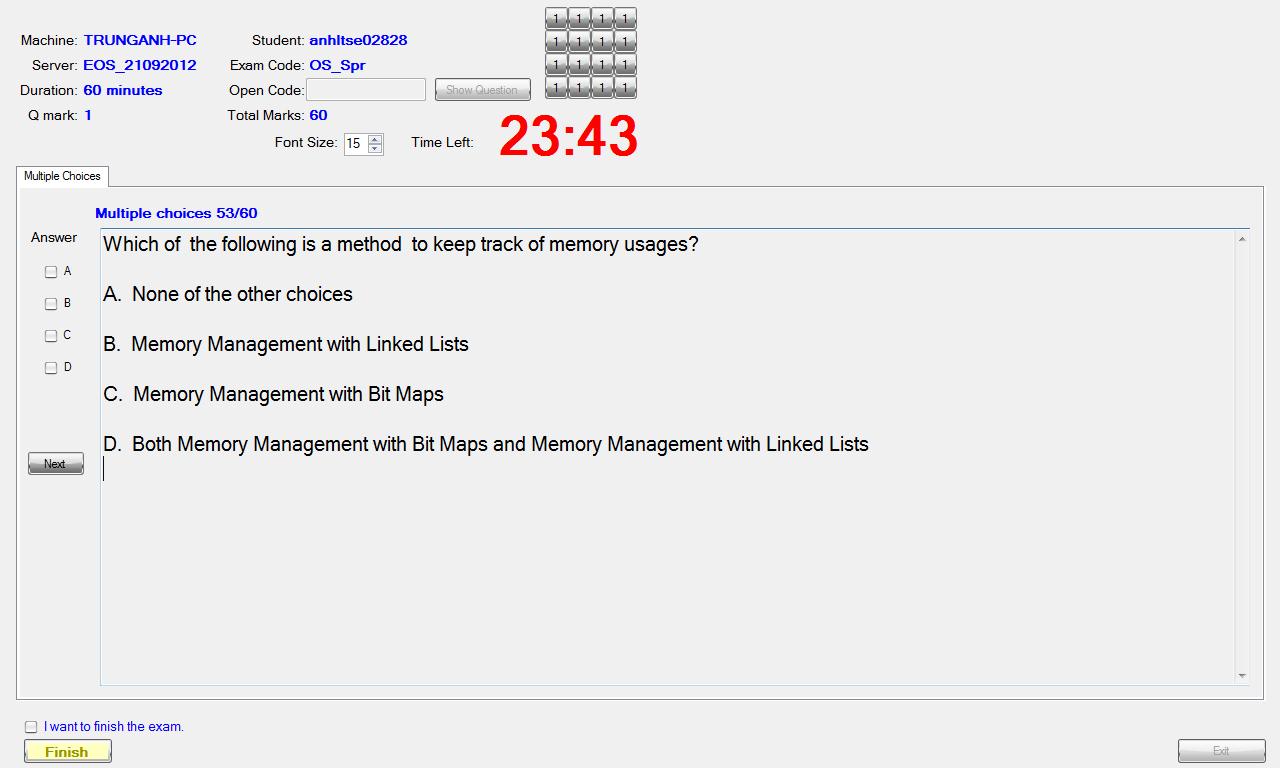 Machine: TRUNGANH-PC Student: anhltse02828
Server: EOS_21092012 Exam Code: OS_Spr
Duration: 60 minutes Open Code: Show Question
Q mark: 1 Total Marks: 60
1 1 1 1
1 1 1 1
1 1 1 1
1 1 1 1
Font Size: 15 Time Left: 23:43
Multiple Choices
Multiple choices 53/60
Answer
A
B
C
D
Next
Which of the following is a method to keep track of memory usages?
A. None of the other choices
B. Memory Management with Linked Lists
C. Memory Management with Bit Maps
D. Both Memory Management with Bit Maps and Memory Management with Linked Lists
I want to finish the exam.
Finish Exit